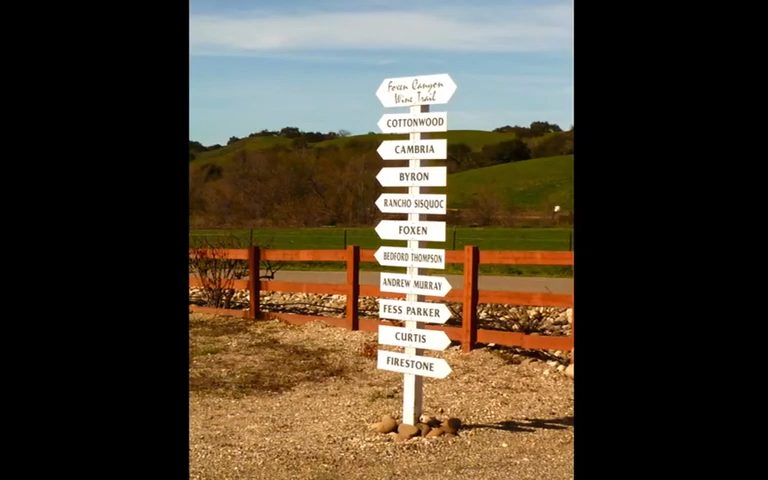 Foxen Canyon
Wine Trail
COTTONWOOD
CAMBRIA
BYRON
RANCHO SISQUOC
FOXEN
BEDFORD THOMPSON
ANDREW MURRAY
FESS PARKER
CURTIS
FIRESTONE